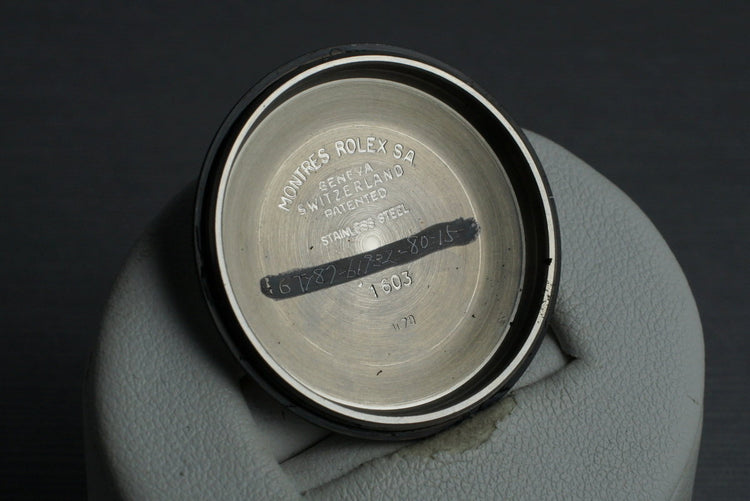 MONTRES ROLEX S.A.
GENEVA
SWITZERLAND
PATENTED
STAINLESS STEEL
1603